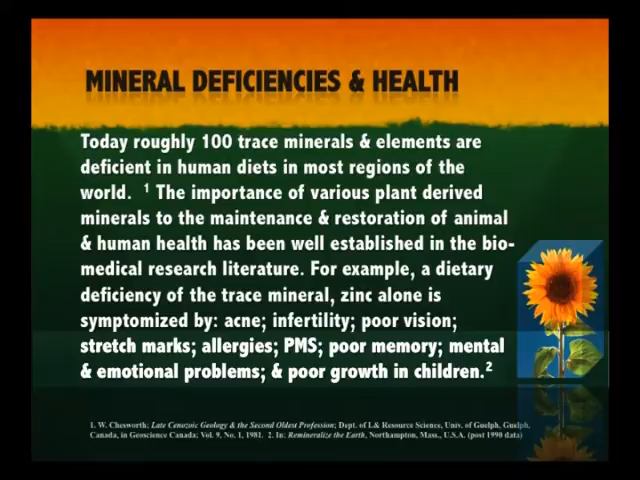 MINERAL DEFICIENCIES & HEALTH
Today roughly 100 trace minerals & elements are
deficient in human diets in most regions of the
world. ¹ The importance of various plant derived
minerals to the maintenance & restoration of animal
& human health has been well established in the bio-
medical research literature. For example, a dietary
deficiency of the trace mineral, zinc alone is
symptomized by: acne; infertility; poor vision;
stretch marks; allergies; PMS; poor memory; mental
& emotional problems; & poor growth in children.²
1. W. Chesworth; Late Cenozoic Geology & the Second Oldest Profession; Dept. of L& Resource Science, Univ. of Guelph, Guelph,
Canada, in Geoscience Canada; Vol. 9, No. 1, 1981. 2. In: Remineralize the Earth, Northampton, Mass., U.S.A. (post 1990 data)